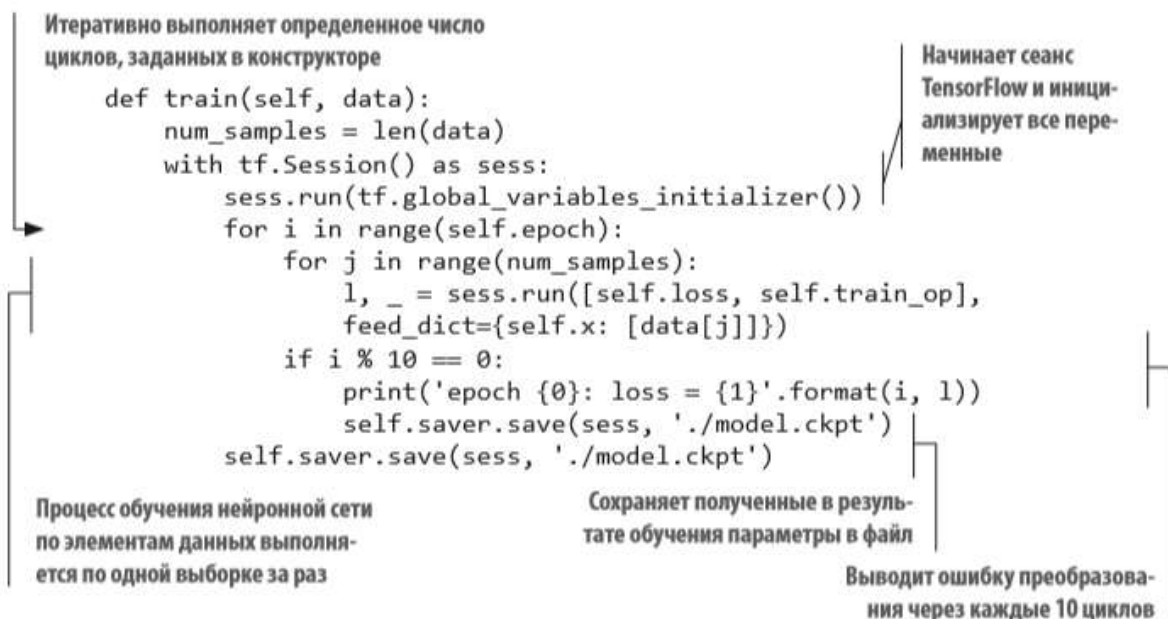 Итеративно выполняет определенное число
циклов, заданных в конструкторе
Начинает сеанс
TensorFlow и иници-
ализирует все пере-
менные
def train(self, data):
num_samples = len(data)
with tf.Session() as sess:
sess.run(tf.global_variables_initializer())
for i in range(self.epoch):
for j in range(num_samples):
l, _ = sess.run([self.loss, self.train_op],
feed_dict={self.x: [data[j]]})
if i % 10 == 0:
print('epoch {0}: loss = {1}'.format(i, l))
self.saver.save(sess, './model.ckpt')
self.saver.save(sess, './model.ckpt')
Процесс обучения нейронной сети
по элементам данных выполня-
ется по одной выборке за раз
Сохраняет полученные в резуль-
тате обучения параметры в файл
Выводит ошибку преобразова-
ния через каждые 10 циклов